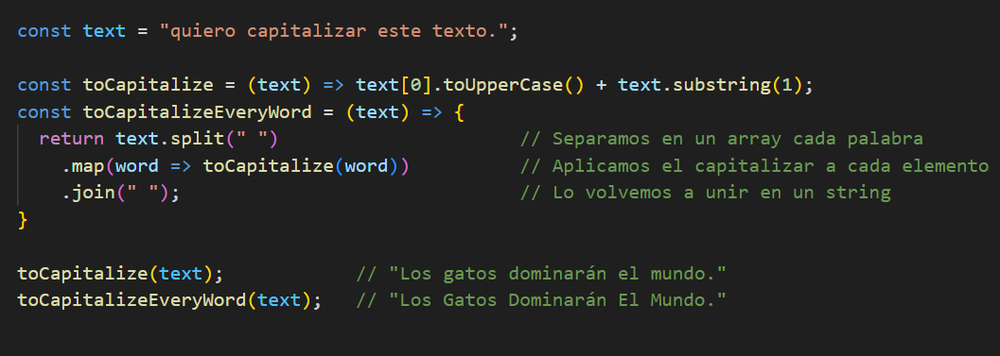 const text = "quiero capitalizar este texto.";
const toCapitalize = (text) => text[0].toUpperCase() + text.substring(1);
const toCapitalizeEveryWord = (text) => {
  return text.split(" ")                     // Separamos en un array cada palabra
    .map(word => toCapitalize(word))         // Aplicamos el capitalizar a cada elemento
    .join(" ");                              // Lo volvemos a unir en un string
}
toCapitalize(text);            // "Los gatos dominarán el mundo."
toCapitalizeEveryWord(text);   // "Los Gatos Dominarán El Mundo."